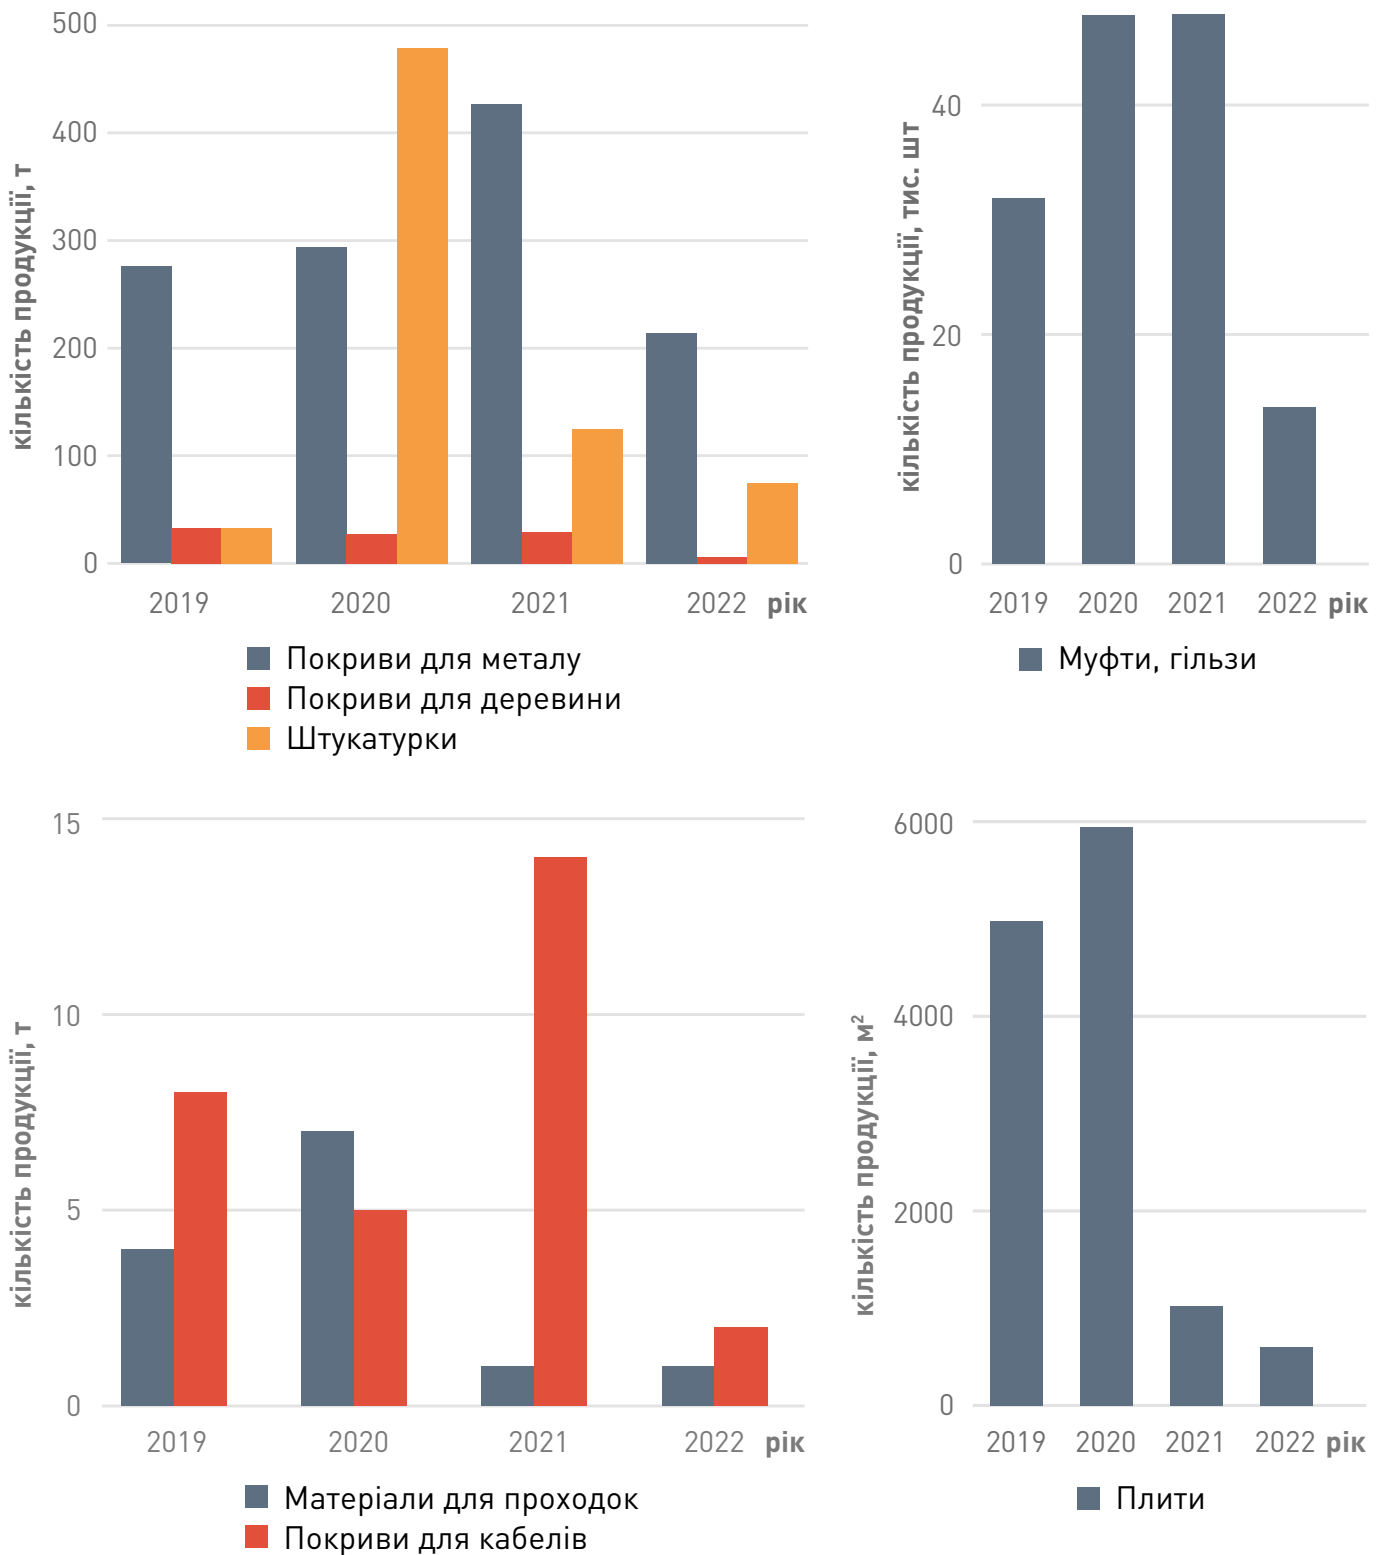 кількість продукції, т
500
400
300
200
100
0
2019 2020 2021 2022 рік
Покриви для металу
Покриви для деревини
Штукатурки
кількість продукції, тис. шт
40
20
0
2019 2020 2021 2022 рік
Муфти, гільзи
кількість продукції, т
15
10
5
0
2019 2020 2021 2022 рік
Матеріали для проходок
Покриви для кабелів
кількість продукції, м²
6000
4000
2000
0
2019 2020 2021 2022 рік
Плити